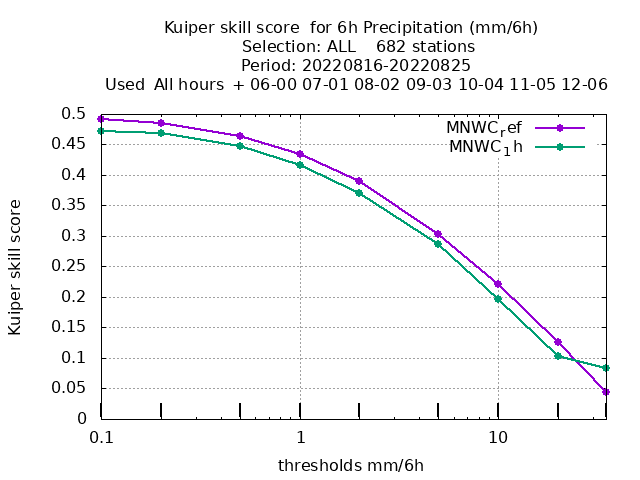 Kuiper skill score  for 6h Precipitation (mm/6h)
Selection: ALL    682 stations
Period: 20220816-20220825
Used  All hours  + 06-00 07-01 08-02 09-03 10-04 11-05 12-06
MNWC_ref
MNWC_1h
0.5
0.45
0.4
0.35
0.3
0.25
0.2
0.15
0.1
0.05
0
Kuiper skill score
0.1 1 10
thresholds mm/6h